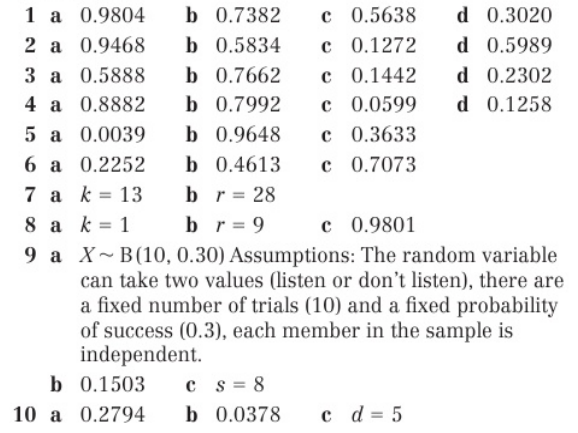 1 a 0.9804 b 0.7382 c 0.5638 d 0.3020
2 a 0.9468 b 0.5834 c 0.1272 d 0.5989
3 a 0.5888 b 0.7662 c 0.1442 d 0.2302
4 a 0.8882 b 0.7992 c 0.0599 d 0.1258
5 a 0.0039 b 0.9648 c 0.3633
6 a 0.2252 b 0.4613 c 0.7073
7 a k = 13 b r = 28
8 a k = 1 b r = 9 c 0.9801
9 a X ~ B(10, 0.30) Assumptions: The random variable
can take two values (listen or don’t listen), there are
a fixed number of trials (10) and a fixed probability
of success (0.3), each member in the sample is
independent.
b 0.1503 c s = 8
10 a 0.2794 b 0.0378 c d = 5